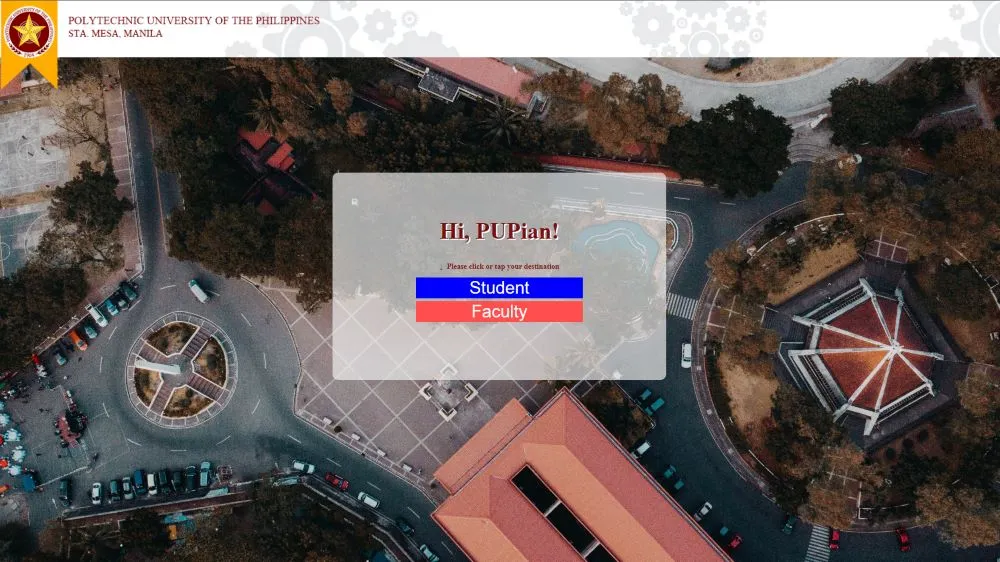 POLYTECHNIC UNIVERSITY OF THE PHILIPPINES
STA. MESA, MANILA
Hi, PUPian!
Please click or tap your destination
Student
Faculty